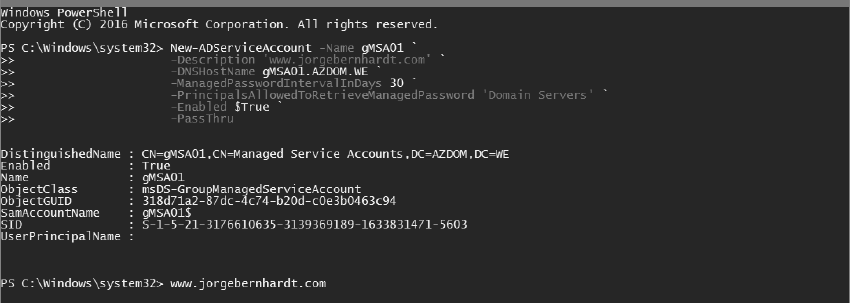 Windows PowerShell
Copyright (C) 2016 Microsoft Corporation. All rights reserved.
PS C:\Windows\system32> New-ADServiceAccount -Name gMSA01 `
>> -Description 'www.jorgebernhardt.com' `
>> -DNSHostName gMSA01.AZDOM.WE `
>> -ManagedPasswordIntervalInDays 30 `
>> -PrincipalsAllowedToRetrieveManagedPassword 'Domain Servers' `
>> -Enabled $True `
>> -PassThru
DistinguishedName : CN=gMSA01,CN=Managed Service Accounts,DC=AZDOM,DC=WE
Enabled : True
Name : gMSA01
ObjectClass : msDS-GroupManagedServiceAccount
ObjectGUID : 318d71a2-87dc-4c74-b20d-c0e3b0463c94
SamAccountName : gMSA01$
SID : S-1-5-21-3176610635-3139369189-1633831471-5603
UserPrincipalName :
PS C:\Windows\system32> www.jorgebernhardt.com